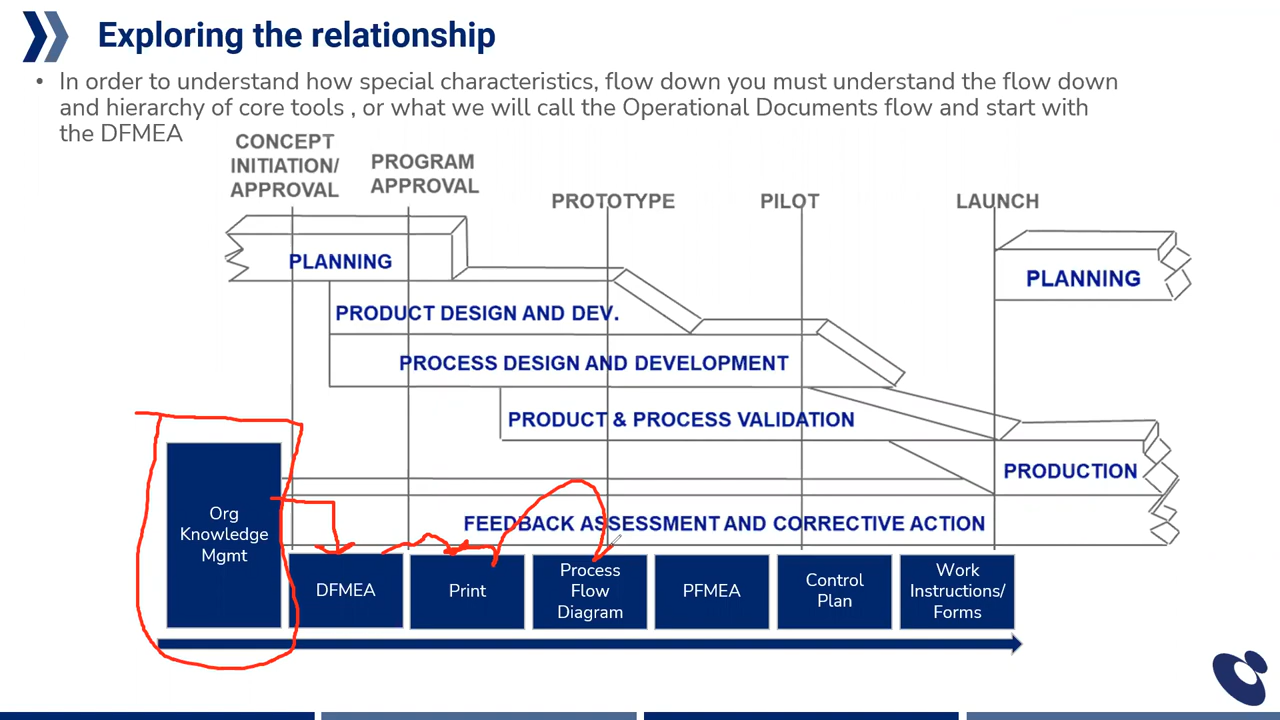 Exploring the relationship
• In order to understand how special characteristics, flow down you must understand the flow down
and hierarchy of core tools , or what we will call the Operational Documents flow and start with
the DFMEA
CONCEPT
INITIATION/
APPROVAL
PROGRAM
APPROVAL
PROTOTYPE
PILOT
LAUNCH
PLANNING
PLANNING
PRODUCT DESIGN AND DEV.
PROCESS DESIGN AND DEVELOPMENT
PRODUCT & PROCESS VALIDATION
PRODUCTION
FEEDBACK ASSESSMENT AND CORRECTIVE ACTION
Org
Knowledge
Mgmt
DFMEA
Print
Process
Flow
Diagram
PFMEA
Control
Plan
Work
Instructions/
Forms